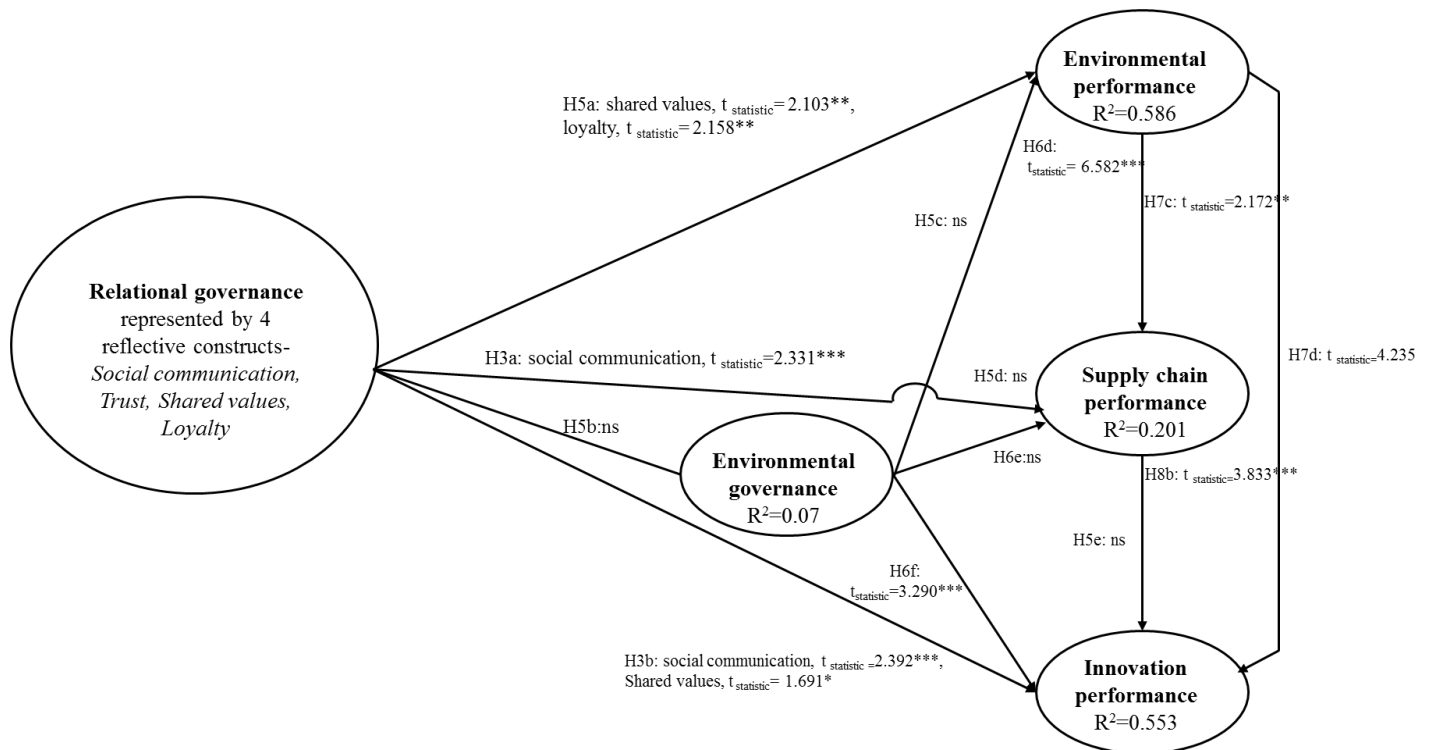 Environmental
performance
R²=0.586
H5a: shared values, t statistic= 2.103**,
loyalty, t statistic= 2.158**
H6d:
tstatistic= 6.582***
H7c: t statistic=2.172**
H5c: ns
Relational governance
represented by 4
reflective constructs-
Social communication,
Trust, Shared values,
Loyalty
H3a: social communication, t statistic=2.331***
H5d: ns
Supply chain
performance
R²=0.201
H7d: t statistic=4.235
H5b:ns
Environmental
governance
R²=0.07
H6e:ns
H8b: t statistic=3.833***
H5e: ns
H6f:
tstatistic=3.290***
H3b: social communication, t statistic =2.392***,
Shared values, t statistic= 1.691*
Innovation
performance
R²=0.553